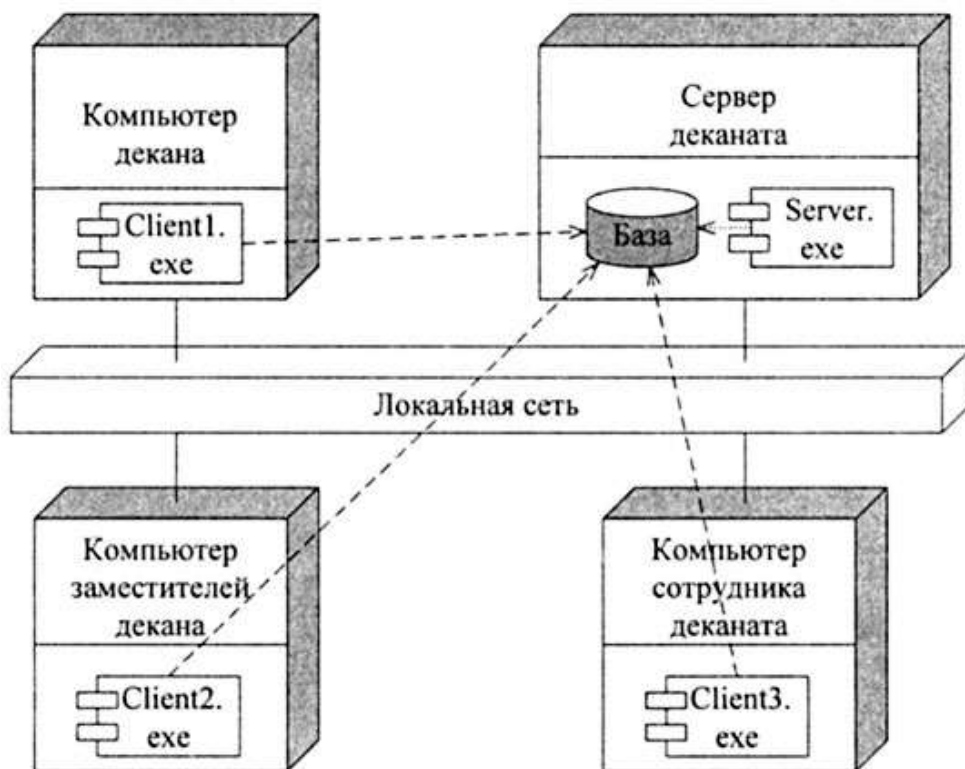 Компьютер
декана
Client1.
exe
Сервер
деканата
База
Server.
exe
Локальная сеть
Компьютер
заместителей
декана
Client2.
exe
Компьютер
сотрудника
деканата
Client3.
exe